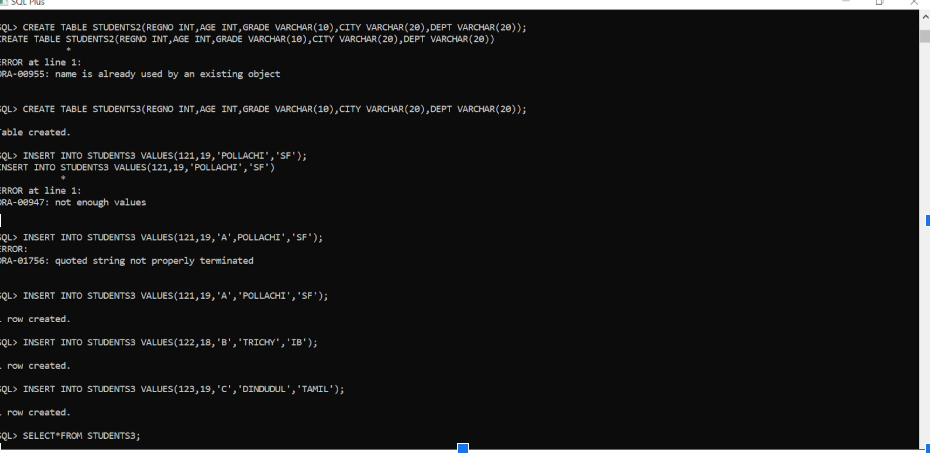 SQL Plus
SQL> CREATE TABLE STUDENTS2(REGNO INT,AGE INT,GRADE VARCHAR(10),CITY VARCHAR(20),DEPT VARCHAR(20));
CREATE TABLE STUDENTS2(REGNO INT,AGE INT,GRADE VARCHAR(10),CITY VARCHAR(20),DEPT VARCHAR(20))
*
ERROR at line 1:
ORA-00955: name is already used by an existing object
SQL> CREATE TABLE STUDENTS3(REGNO INT,AGE INT,GRADE VARCHAR(10),CITY VARCHAR(20),DEPT VARCHAR(20));
Table created.
SQL> INSERT INTO STUDENTS3 VALUES(121,19,'POLLACHI','SF');
INSERT INTO STUDENTS3 VALUES(121,19,'POLLACHI','SF')
*
ERROR at line 1:
ORA-00947: not enough values
SQL> INSERT INTO STUDENTS3 VALUES(121,19,'A',POLLACHI','SF');
ERROR:
ORA-01756: quoted string not properly terminated
SQL> INSERT INTO STUDENTS3 VALUES(121,19,'A','POLLACHI','SF');
1 row created.
SQL> INSERT INTO STUDENTS3 VALUES(122,18,'B','TRICHY','IB');
1 row created.
SQL> INSERT INTO STUDENTS3 VALUES(123,19,'C','DINDUDUL','TAMIL');
1 row created.
SQL> SELECT*FROM STUDENTS3;